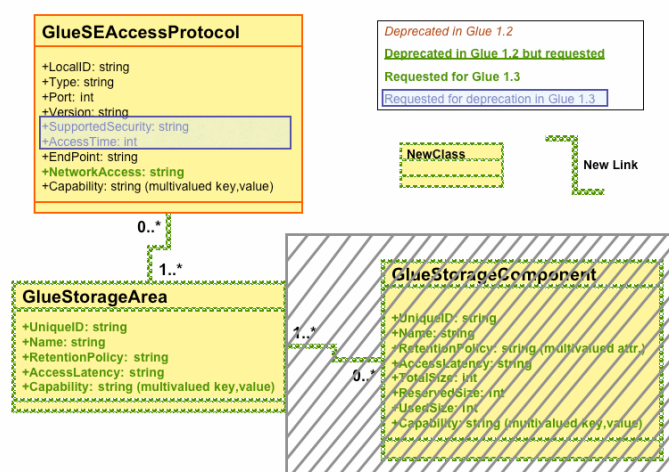 GlueSEAccessProtocol
+LocalID: string
+Type: string
+Port: int
+Version: string
+SupportedSecurity: string
+AccessTime: int
+EndPoint: string
+NetworkAccess: string
+Capability: string (multivalued key,value)
Deprecated in Glue 1.2
Deprecated in Glue 1.2 but requested
Requested for Glue 1.3
Requested for deprecation in Glue 1.3
NewClass
New Link
0..*
1..*
GlueStorageArea
+UniqueID: string
+Name: string
+RetentionPolicy: string
+AccessLatency: string
+Capability: string (multivalued key,value)
1..*
0..*
GlueStorageComponent
+UniqueID: string
+Name: string
+RetentionPolicy: string (multivalued attr,)
+AccessLatency: string
+TotalSize: int
+ReservedSize: int
+UsedSize: int
+Capability: string (multivalued key,value)